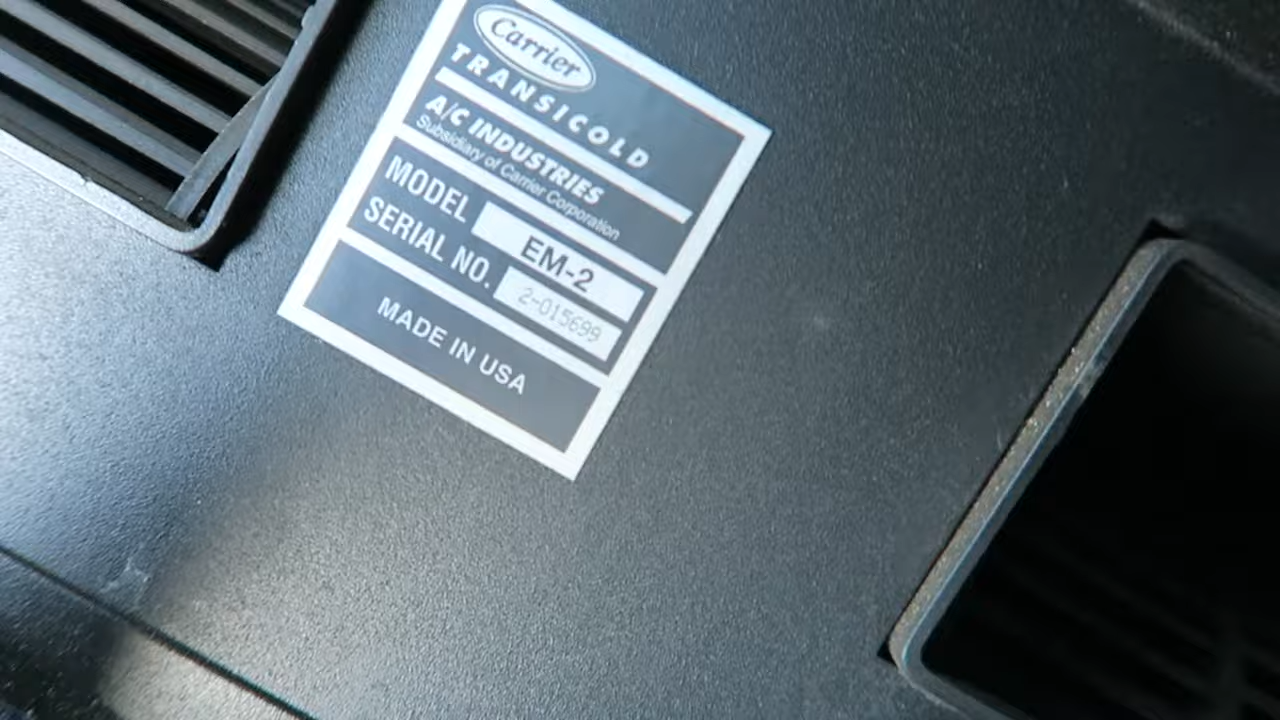 Carrier
TRANSICOLD
A/C INDUSTRIES
Subsidiary of Carrier Corporation
MODEL EM-2
SERIAL NO. 2-015699
MADE IN USA